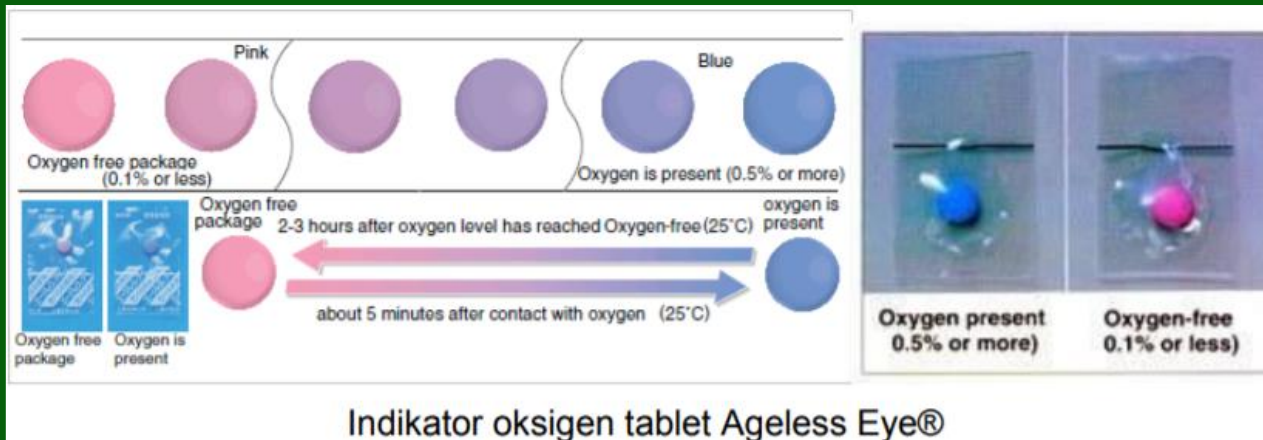 Pink
Blue
Oxygen free package
(0.1% or less)
Oxygen is present (0.5% or more)
Oxygen free
package
2-3 hours after oxygen level has reached Oxygen-free (25°C)
oxygen is
present
about 5 minutes after contact with oxygen (25°C)
Oxygen free
package
Oxygen is
present
Oxygen present
0.5% or more)
Oxygen-free
0.1% or less)
Indikator oksigen tablet Ageless Eye®